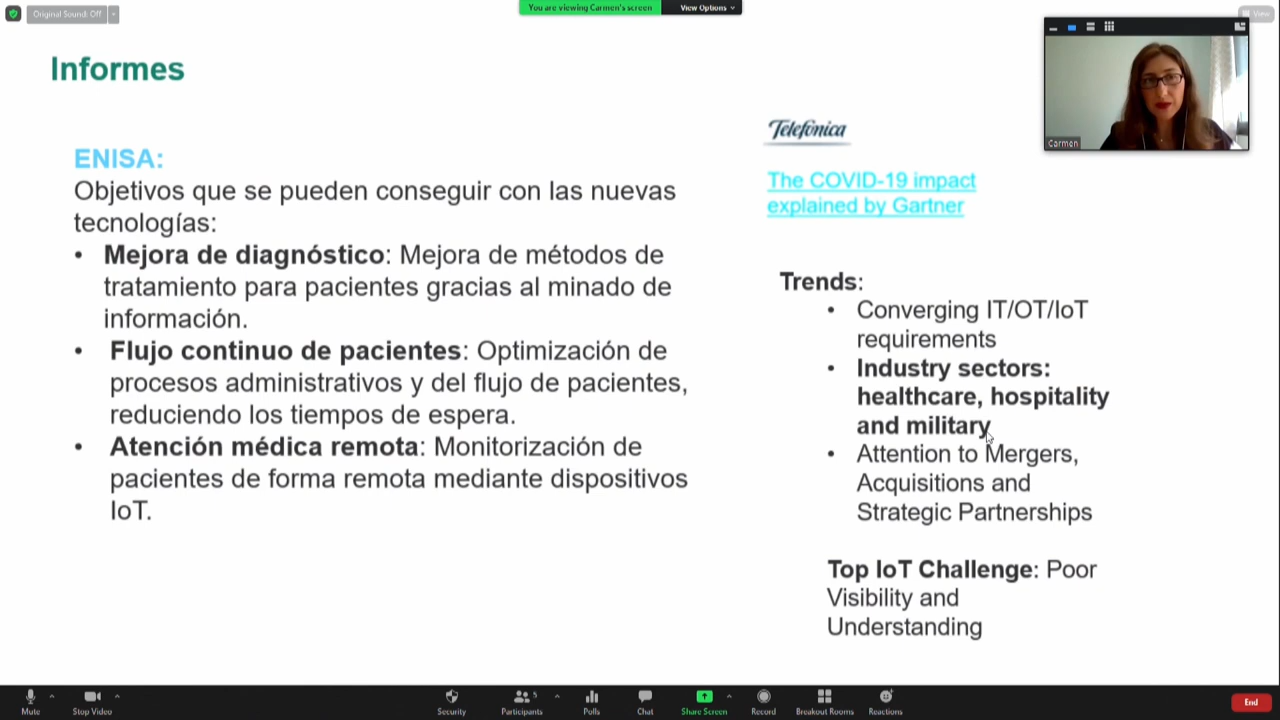 Original Sound: Off
You are viewing Carmen's screen
View Options
View
Informes
ENISA:
Objetivos que se pueden conseguir con las nuevas
tecnologías:
• Mejora de diagnóstico: Mejora de métodos de
tratamiento para pacientes gracias al minado de
información.
• Flujo continuo de pacientes: Optimización de
procesos administrativos y del flujo de pacientes,
reduciendo los tiempos de espera.
• Atención médica remota: Monitorización de
pacientes de forma remota mediante dispositivos
IoT.
Telefónica
The COVID-19 impact
explained by Gartner
Trends:
• Converging IT/OT/IoT
requirements
• Industry sectors:
healthcare, hospitality
and military
• Attention to Mergers,
Acquisitions and
Strategic Partnerships
Top IoT Challenge: Poor
Visibility and
Understanding
Carmen
Mute
Stop Video
Security
Participants
5
Polls
Chat
Share Screen
Record
Breakout Rooms
Reactions
End